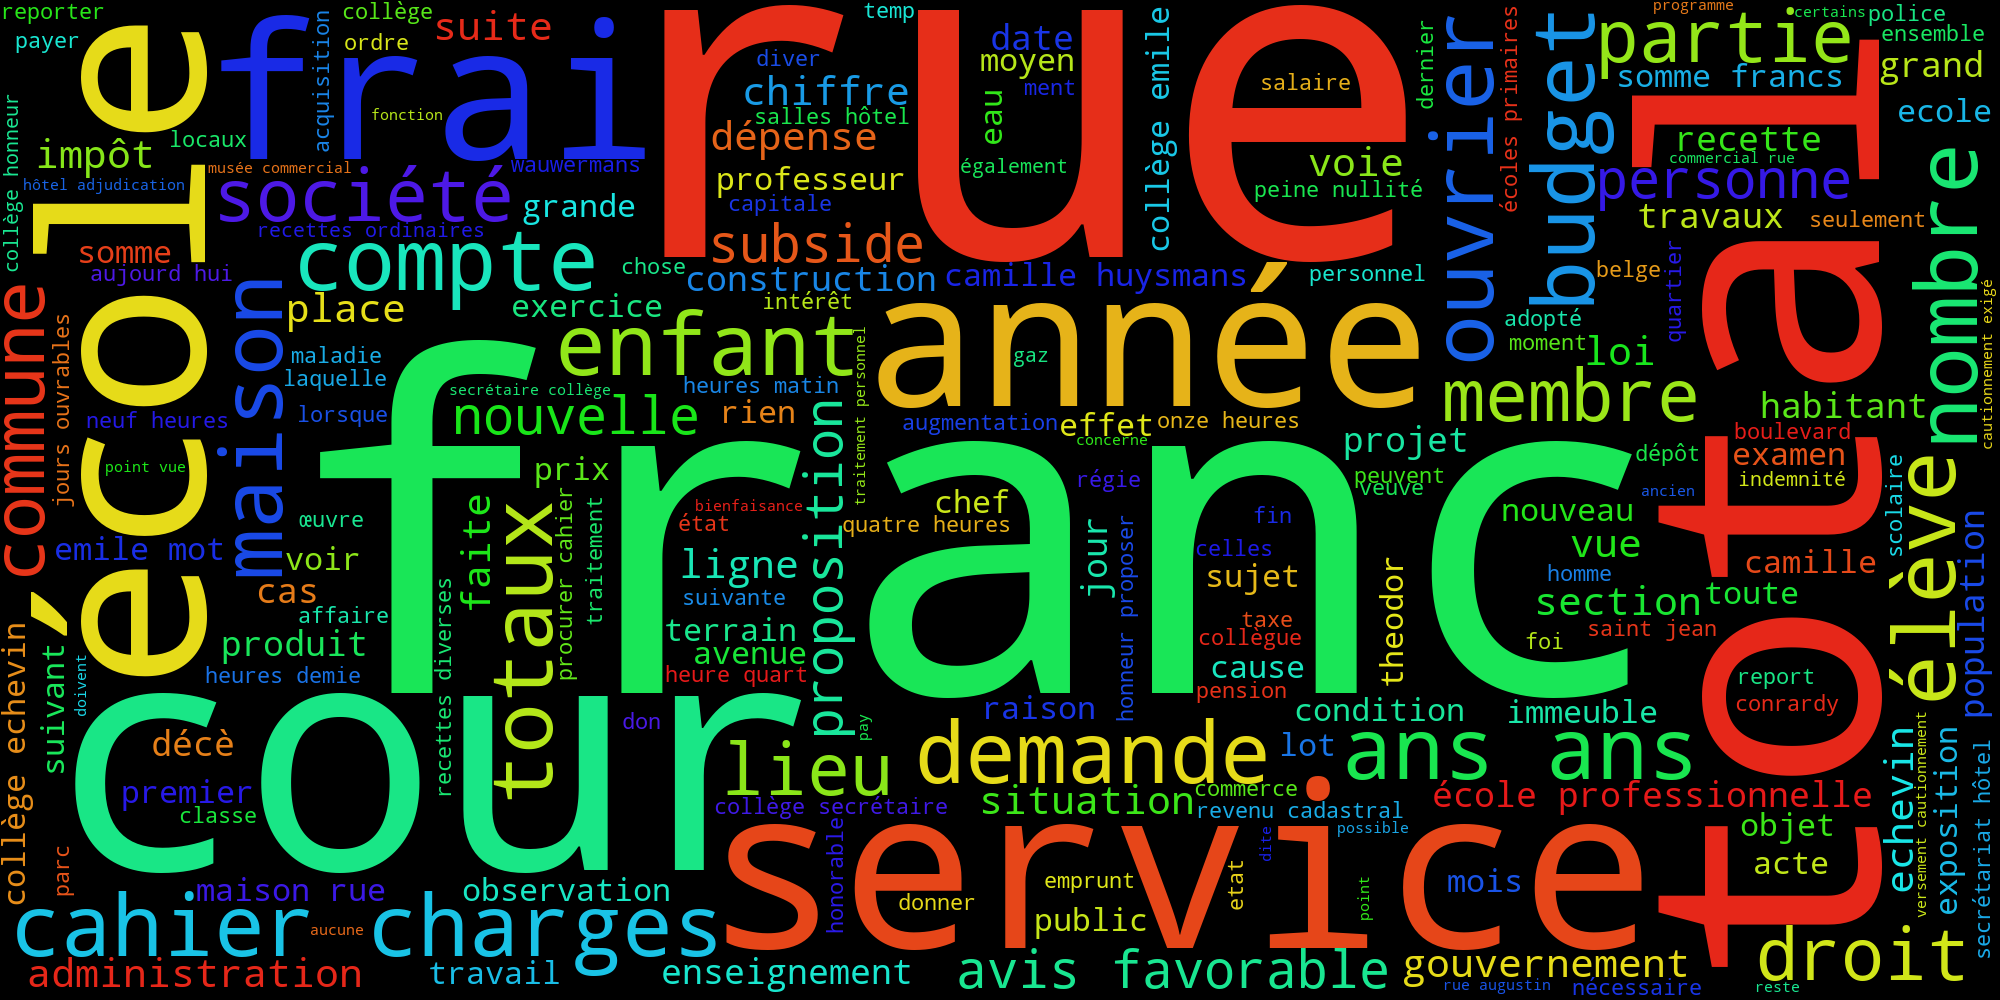 reporter
payer
collège
ordre
suite
acquisition
frai
rue
temp
diver
chiffre
salles hôtel
dépense
date
moyen
ment
eau
également
collège emile
salaire
voie
peine nullité
dernier
ouvrier
écoles primaires
budget
programme
certains
police
partie
ensemble
somme francs
grand
ecole
recette
commercial rue
personne
travaux
seulement
total
nombre
école
collège honneur
locaux
impôt
hôtel adjudication
musée commercial
fonction
wauwermans
société
recettes ordinaires
grande
professeur
capitale
subside
somme
aujourd hui
compte
chose
construction
camille huysmans
personnel
belge
quartier
cautionnement exigé
commune
jours ouvrables
maison
place
exercice
intérêt
enfant
année
gaz
adopté
moment
loi
maladie
laquelle
lorsque
secrétaire collège
nouvelle
heures matin
rien
traitement personnel
augmentation
effet
onze heures
concerne
membre
habitant
boulevard
examen
indemnité
dépôt
projet
peuvent
veuve
neuf heures
point vue
prix
franc
proposition
chef
quatre heures
régie
bienfaisance
état
ancien
nouveau
scolaire
élève
population
emile mot
œuvre
voir
cas
faite
totaux
procurer cahier
traitement
ligne
suivante
jour
honneur proposer
fin
celles
sujet
vue
homme
camille
section
toute
affaire
produit
heures demie
recettes diverses
terrain
avenue
heure quart
taxe
collègue
cause
pension
theodor
foi
saint jean
report
conrardy
collège echevin
suivant
doivent
cour
décè
premier
classe
don
pay
lieu
raison
demande
condition
immeuble
lot
ans ans
situation
commerce
revenu cadastral
école professionnelle
collège secrétaire
possible
objet
acte
echevin
versement cautionnement
exposition
secrétariat hôtel
parc
maison rue
observation
honorable
service
dite
etat
emprunt
donner
public
point
mois
cahier charges
aucune
administration
travail
enseignement
avis favorable
gouvernement
rue augustin
nécessaire
droit
reste